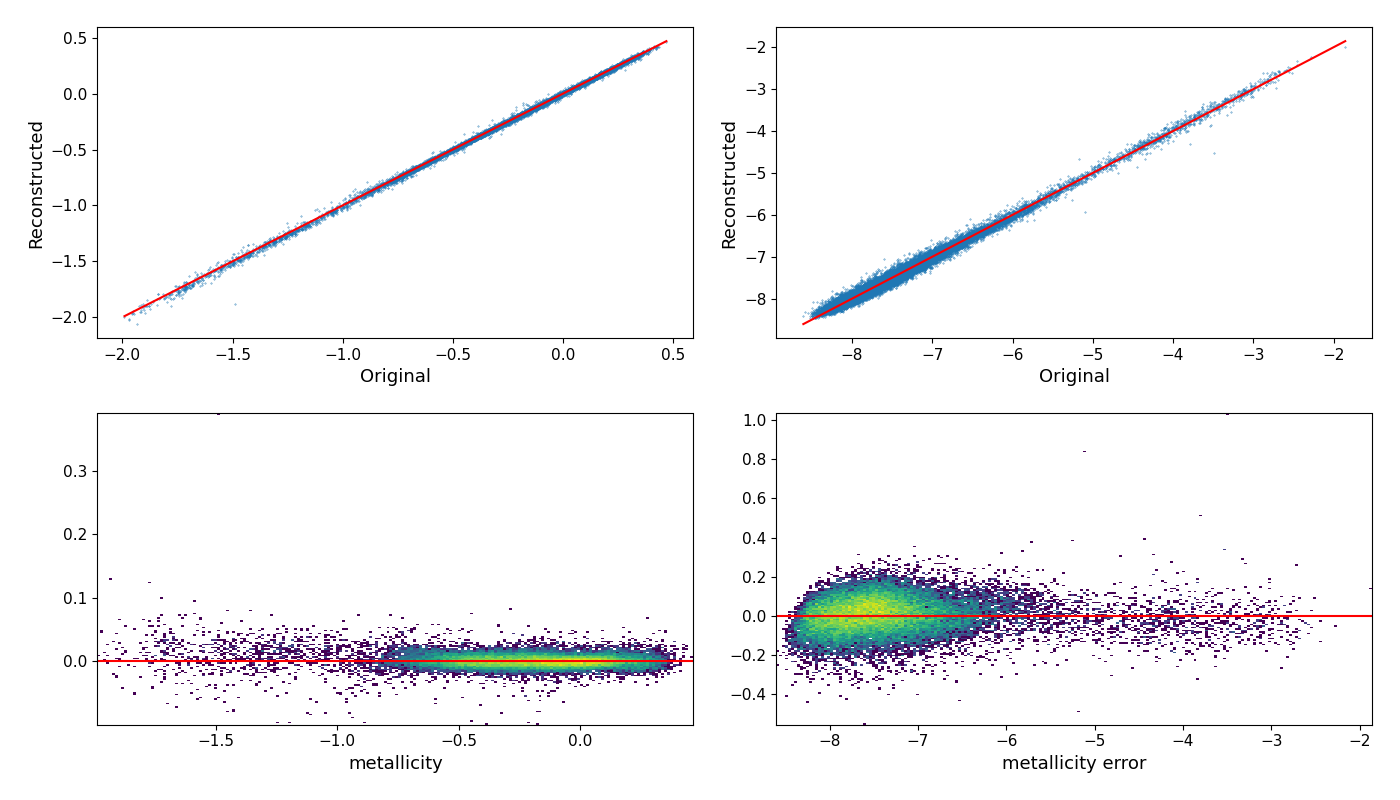 0.5
0.0
−0.5
−1.0
−1.5
−2.0
Reconstructed
−2.0 −1.5 −1.0 −0.5 0.0 0.5
Original
−2
−3
−4
−5
−6
−7
−8
Reconstructed
−8 −7 −6 −5 −4 −3 −2
Original
0.3
0.2
0.1
0.0
−1.5 −1.0 −0.5 0.0
metallicity
1.0
0.8
0.6
0.4
0.2
0.0
−0.2
−0.4
−8 −7 −6 −5 −4 −3 −2
metallicity error